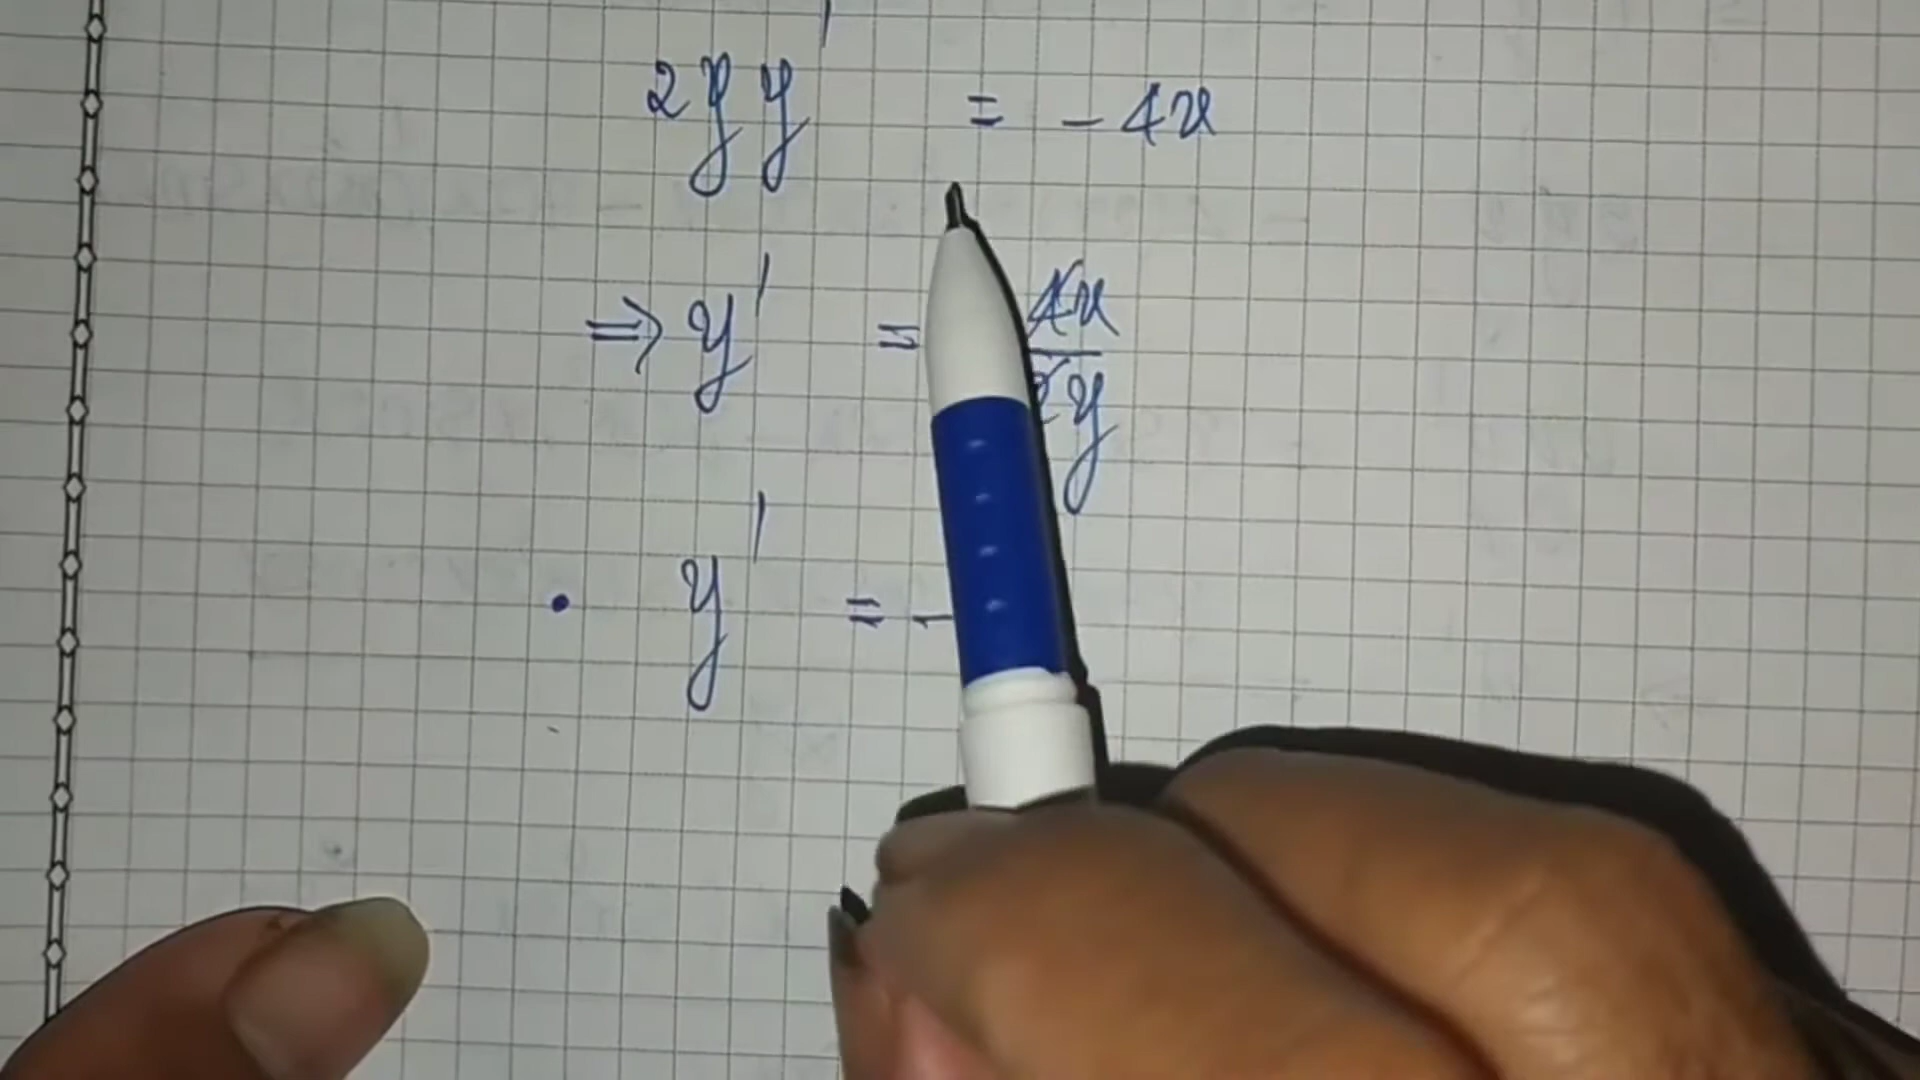 2yy' = - 4x
⇒ y' = 4x/2y
• y' = -